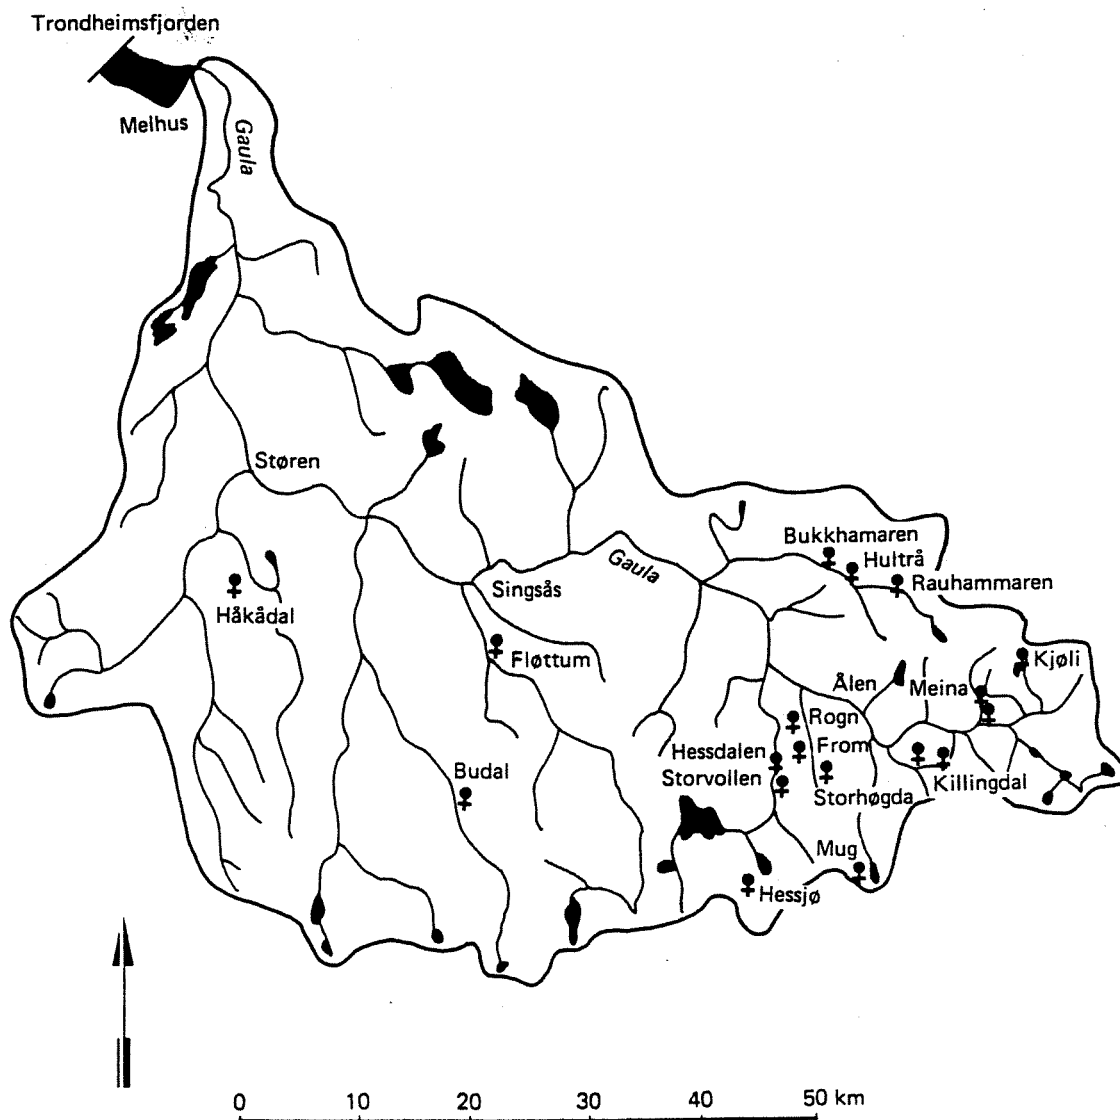 Trondheimsfjorden
Melhus
Gaula
Støren
Bukkhamaren
Hultrå
Gaula
Rauhammaren
Singsås
Håkådal
Fløttum
Kjøli
Ålen
Meina
Rogn
From
Hessdalen
Storvollen
Budal
Killingdal
Storhøgda
Mug
Hessjø
0 10 20 30 40 50 km